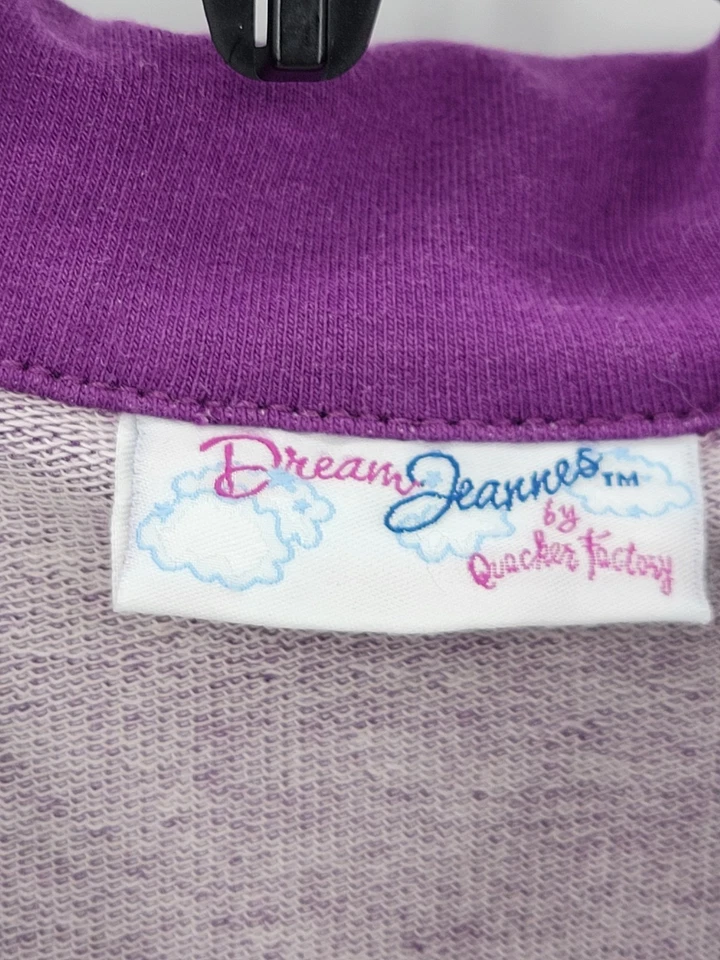 Dream Jeannes™
by
Quacker Factory